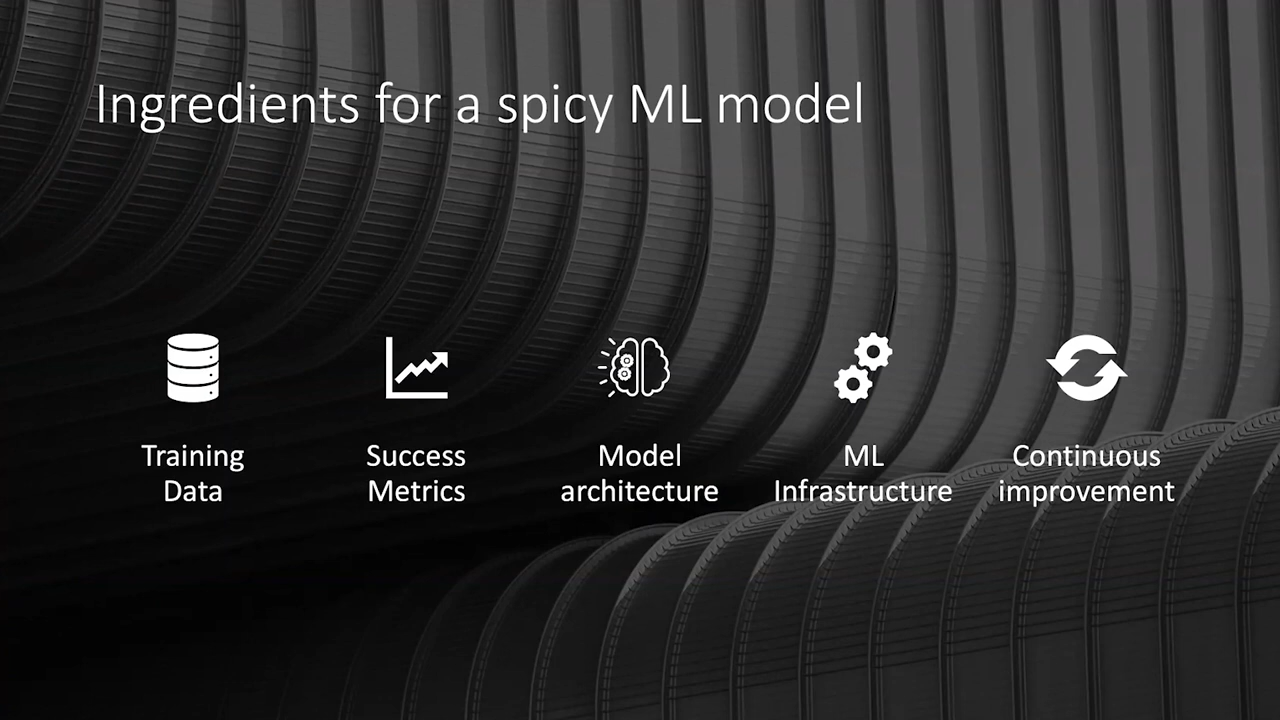 Ingredients for a spicy ML model
Training
Data
Success
Metrics
Model
architecture
ML
Infrastructure
Continuous
improvement